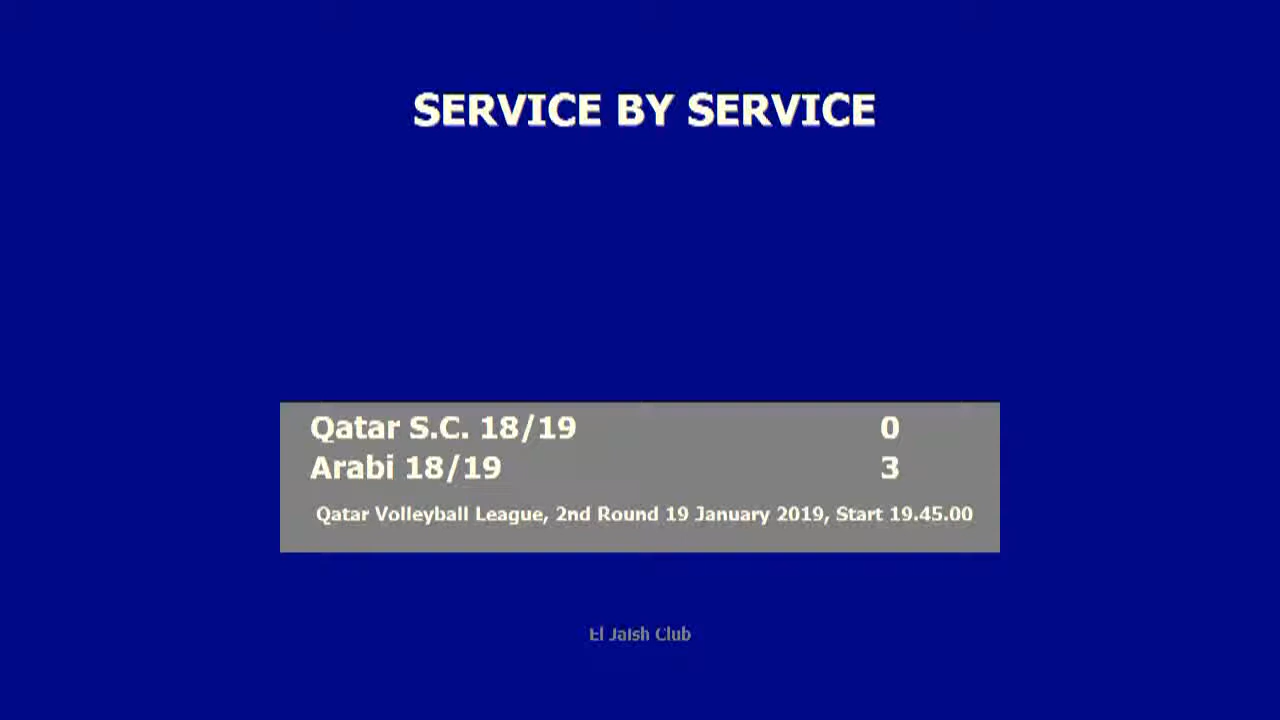 SERVICE BY SERVICE
Qatar S.C. 18/19 0
Arabi 18/19 3
Qatar Volleyball League, 2nd Round 19 January 2019, Start 19.45.00
El Jaish Club